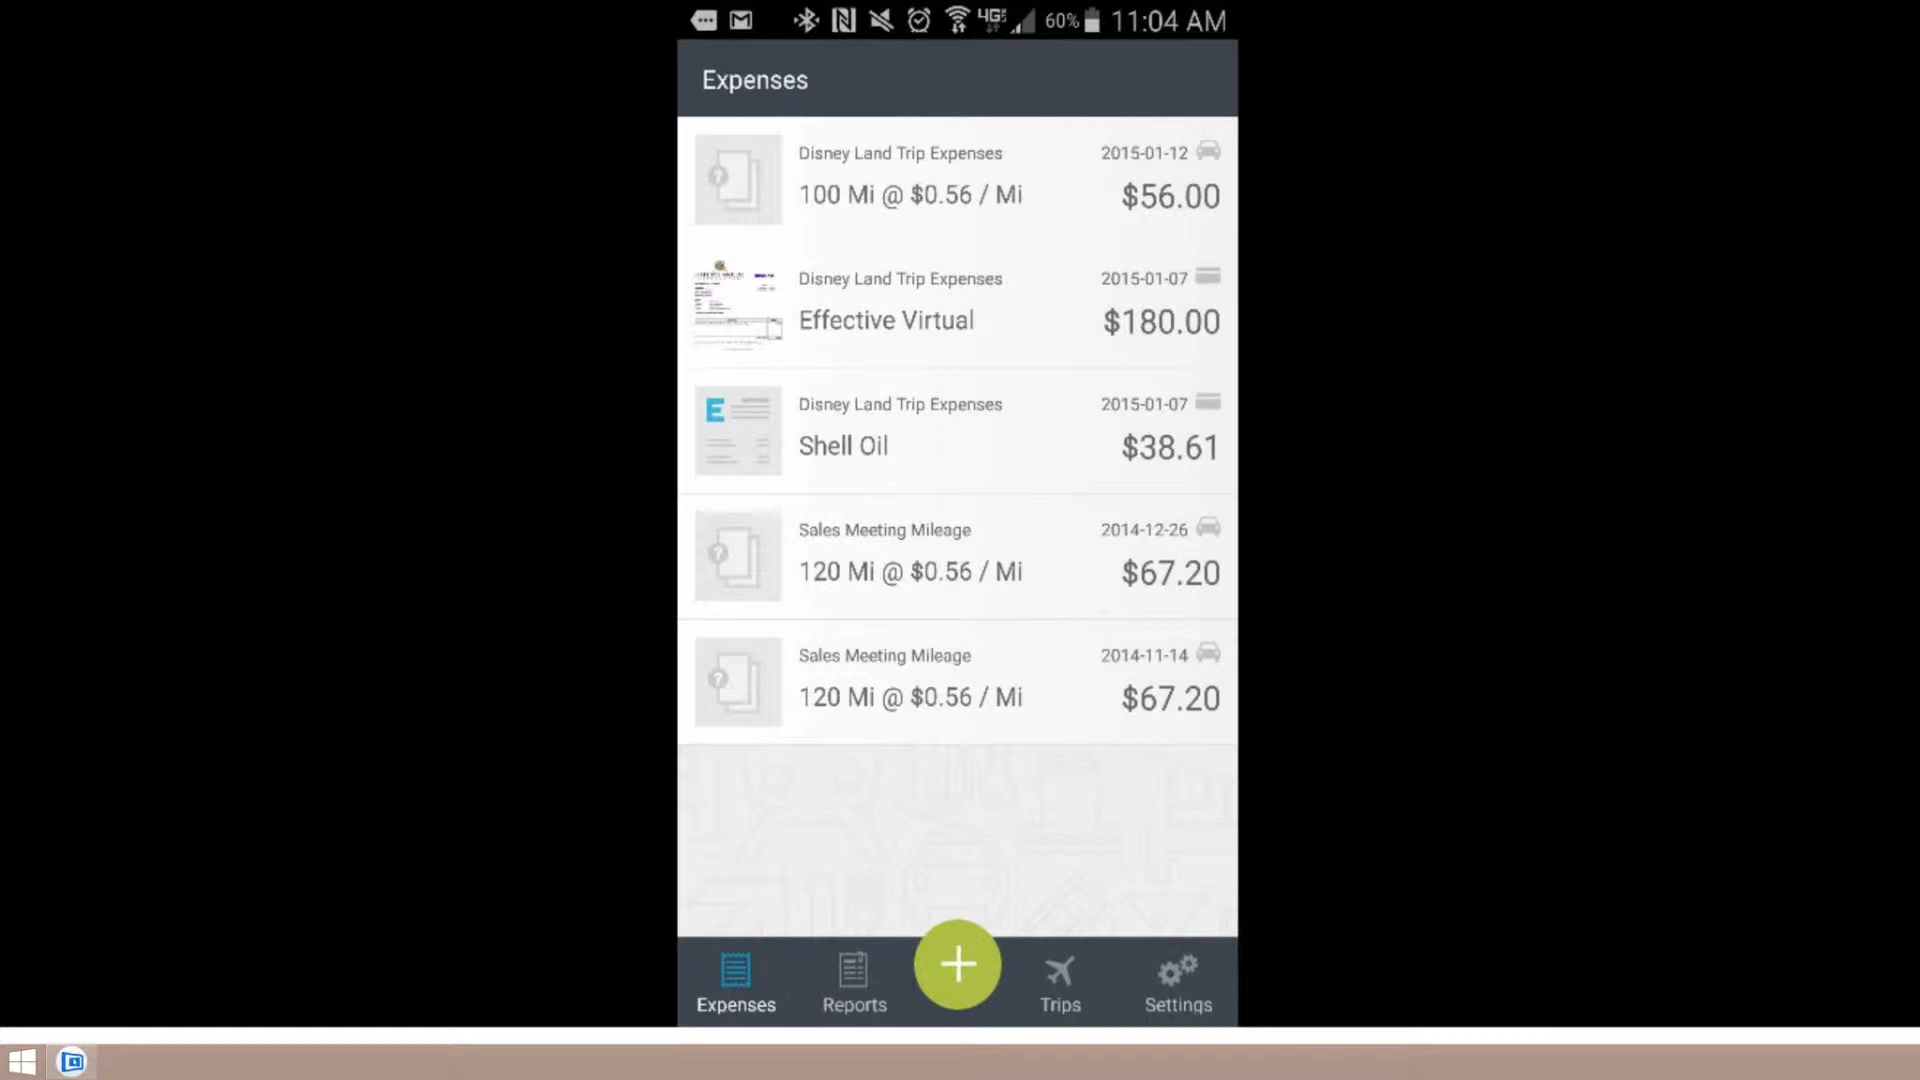 60% 11:04 AM
Expenses
Disney Land Trip Expenses 2015-01-12
100 Mi @ $0.56 / Mi $56.00
Disney Land Trip Expenses 2015-01-07
Effective Virtual $180.00
Disney Land Trip Expenses 2015-01-07
E
Shell Oil $38.61
Sales Meeting Mileage 2014-12-26
120 Mi @ $0.56 / Mi $67.20
Sales Meeting Mileage 2014-11-14
120 Mi @ $0.56 / Mi $67.20
Expenses Reports + Trips Settings